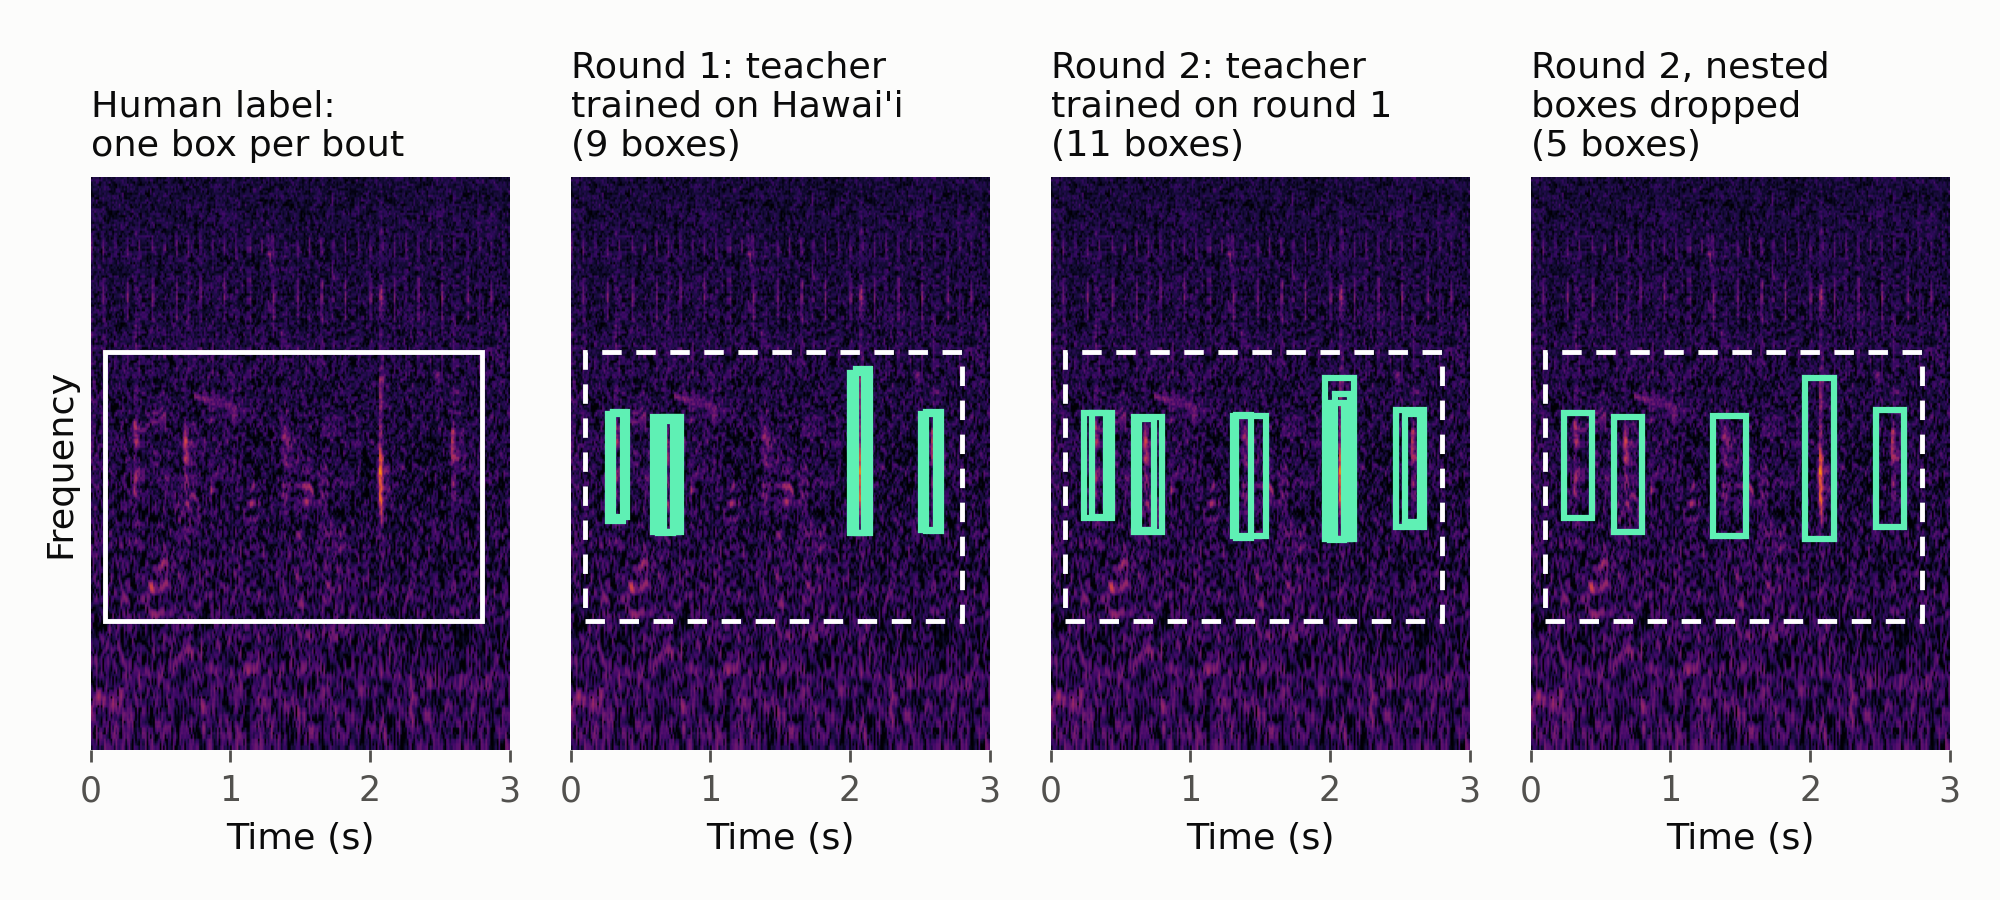 Human label:
one box per bout
Round 1: teacher
trained on Hawai'i
(9 boxes)
Round 2: teacher
trained on round 1
(11 boxes)
Round 2, nested
boxes dropped
(5 boxes)
Frequency
0 1 2 3
Time (s)
0 1 2 3
Time (s)
0 1 2 3
Time (s)
0 1 2 3
Time (s)